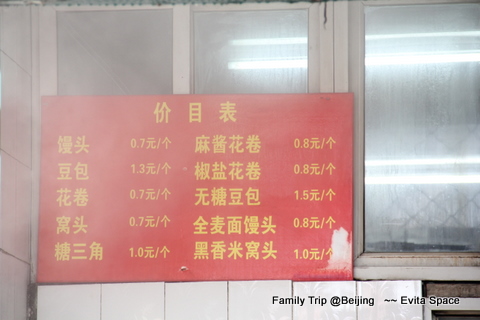 价目表
馒头 0.7元/个 麻酱花卷 0.8元/个
豆包 1.3元/个 椒盐花卷 0.8元/个
花卷 0.7元/个 无糖豆包 1.5元/个
窝头 0.7元/个 全麦面馒头 0.8元/个
糖三角 1.0元/个 黑香米窝头 1.0元/个
Family Trip @Beijing ~~ Evita Space